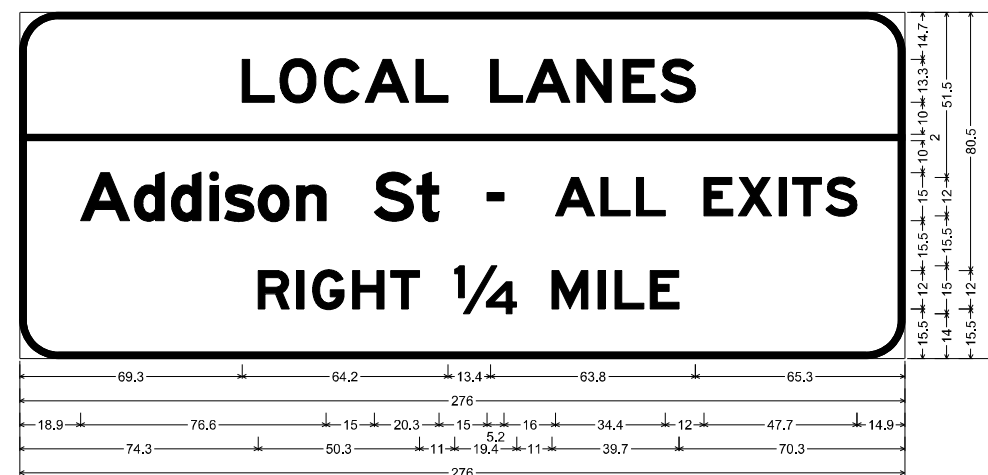 LOCAL LANES
Addison St - ALL EXITS
RIGHT ¼ MILE
14.7 13.3 10 2 10 15 15.5 12 15.5
51.5 12 15.5 15 14
80.5 12 15.5
69.3 64.2 13.4 63.8 65.3
276
18.9 76.6 15 20.3 15 5.2 16 34.4 12 47.7 14.9
74.3 50.3 11 19.4 11 39.7 70.3
276